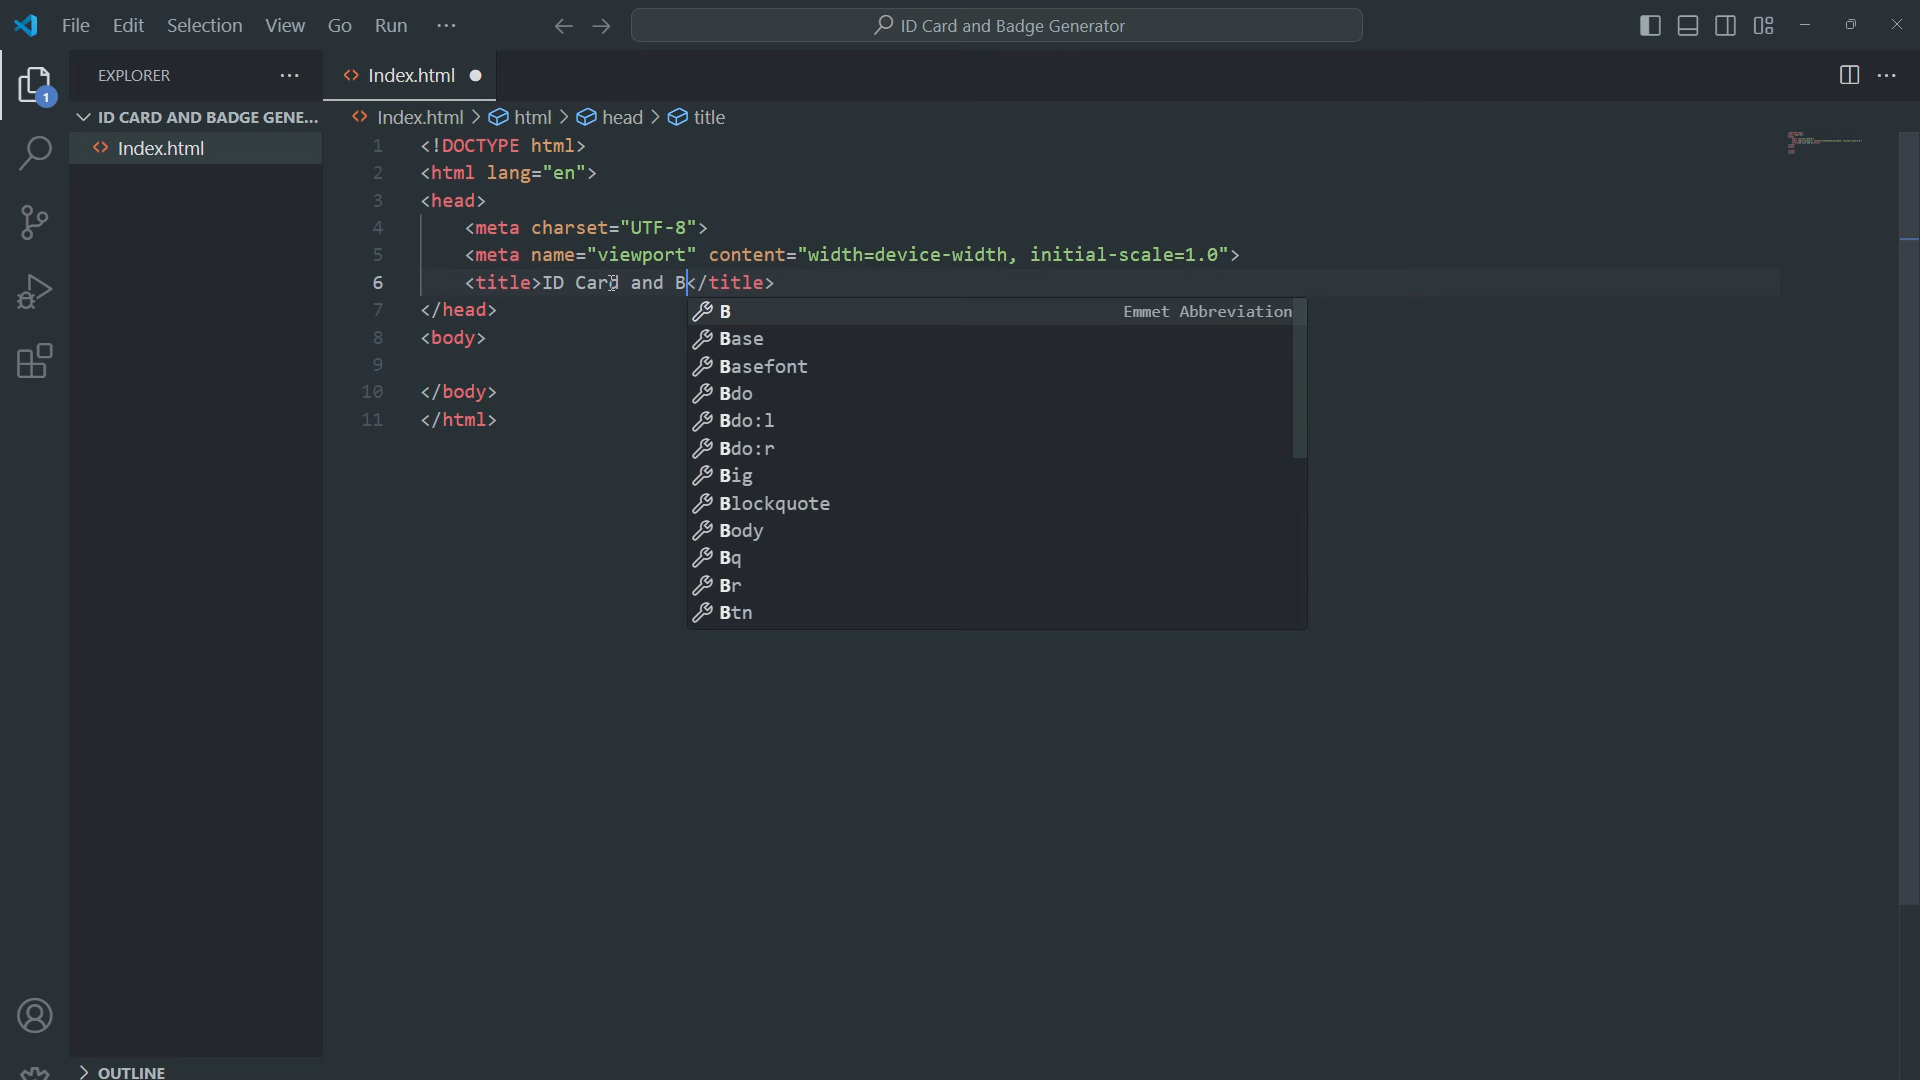 File Edit Selection View Go Run ...
ID Card and Badge Generator
EXPLORER ...
Index.html
1
ID CARD AND BADGE GENE...
Index.html > html > head > title
Index.html
1 <!DOCTYPE html>
2 <html lang="en">
3 <head>
4 <meta charset="UTF-8">
5 <meta name="viewport" content="width=device-width, initial-scale=1.0">
6 <title>ID Card and B</title>
7 </head>
8 <body>
9
10 </body>
11 </html>
B Emmet Abbreviation
Base
Basefont
Bdo
Bdo:l
Bdo:r
Big
Blockquote
Body
Bq
Br
Btn
OUTLINE